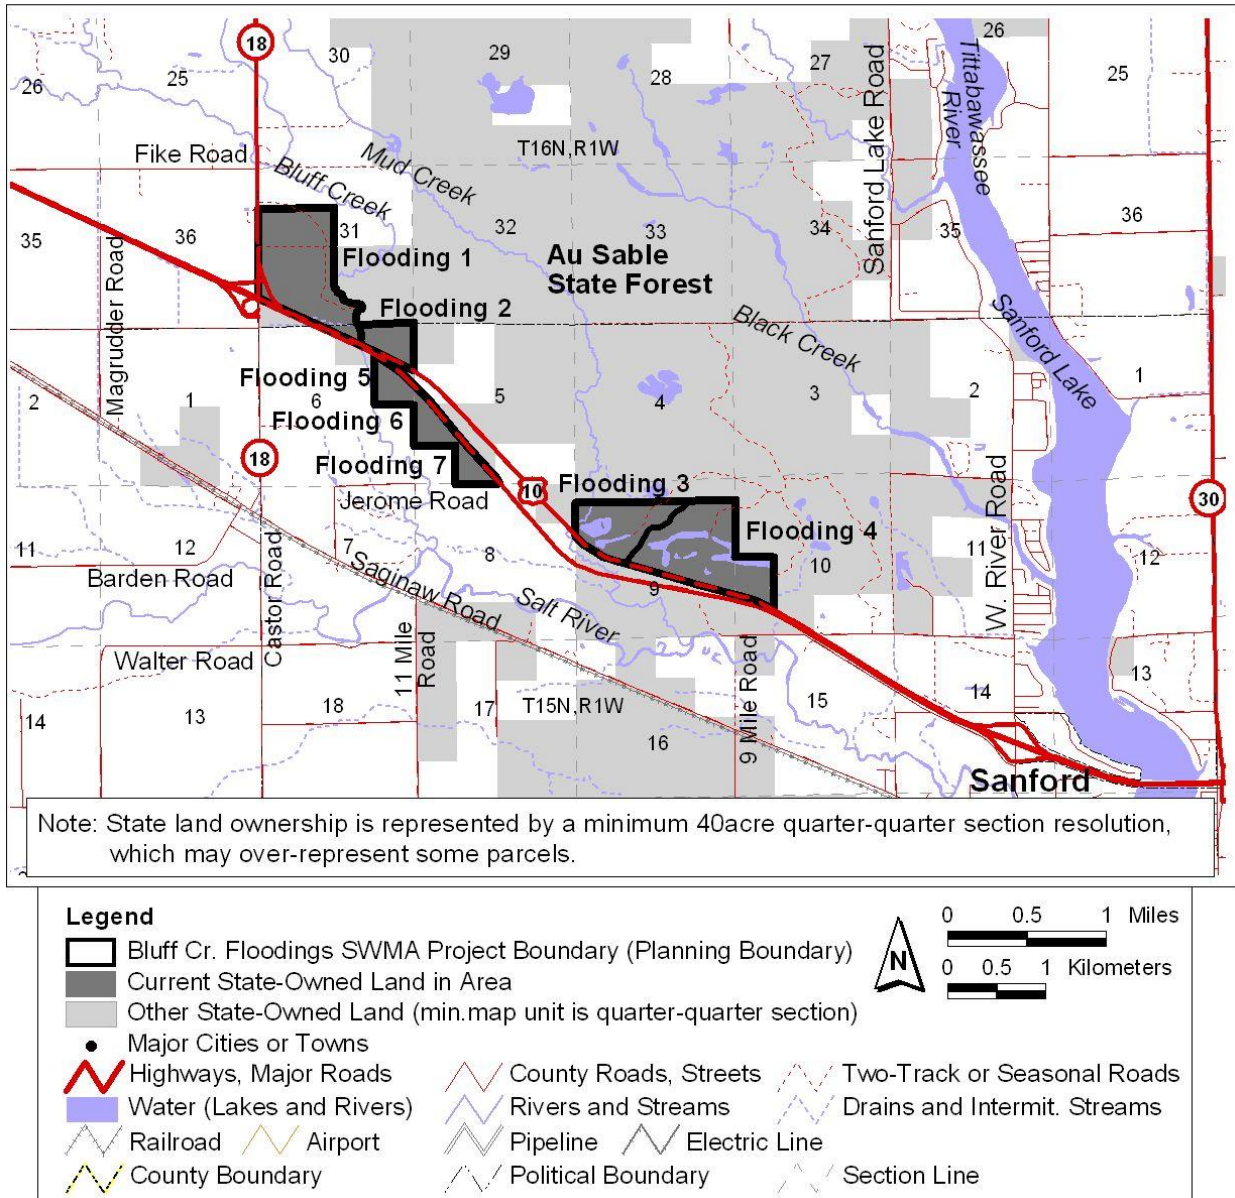 18
26
25
30
29
28
27
26
25
Sanford Lake Road
Tittabawassee
River
Fike Road
Bluff Creek
Mud Creek
T16N,R1W
35
36
31
32
33
34
35
36
Magruder Road
Flooding 1
Au Sable
State Forest
Flooding 2
Black Creek
Sanford Lake
Flooding 5
2
1
6
5
4
3
2
1
Flooding 6
18
Flooding 7
Jerome Road
10
Flooding 3
Flooding 4
W. River Road
30
11
12
7
8
9
10
11
12
Barden Road
Castor Road
Saginaw Road
Salt River
Walter Road
11 Mile
Road
9 Mile Road
14
13
18
17
T15N,R1W
16
15
14
13
Sanford
Note: State land ownership is represented by a minimum 40acre quarter-quarter section resolution,
which may over-represent some parcels.
Legend
Bluff Cr. Floodings SWMA Project Boundary (Planning Boundary)
Current State-Owned Land in Area
Other State-Owned Land (min.map unit is quarter-quarter section)
Major Cities or Towns
Highways, Major Roads
County Roads, Streets
Two-Track or Seasonal Roads
Water (Lakes and Rivers)
Rivers and Streams
Drains and Intermit. Streams
Railroad
Airport
Pipeline
Electric Line
County Boundary
Political Boundary
Section Line
N
0 0.5 1 Miles
0 0.5 1 Kilometers